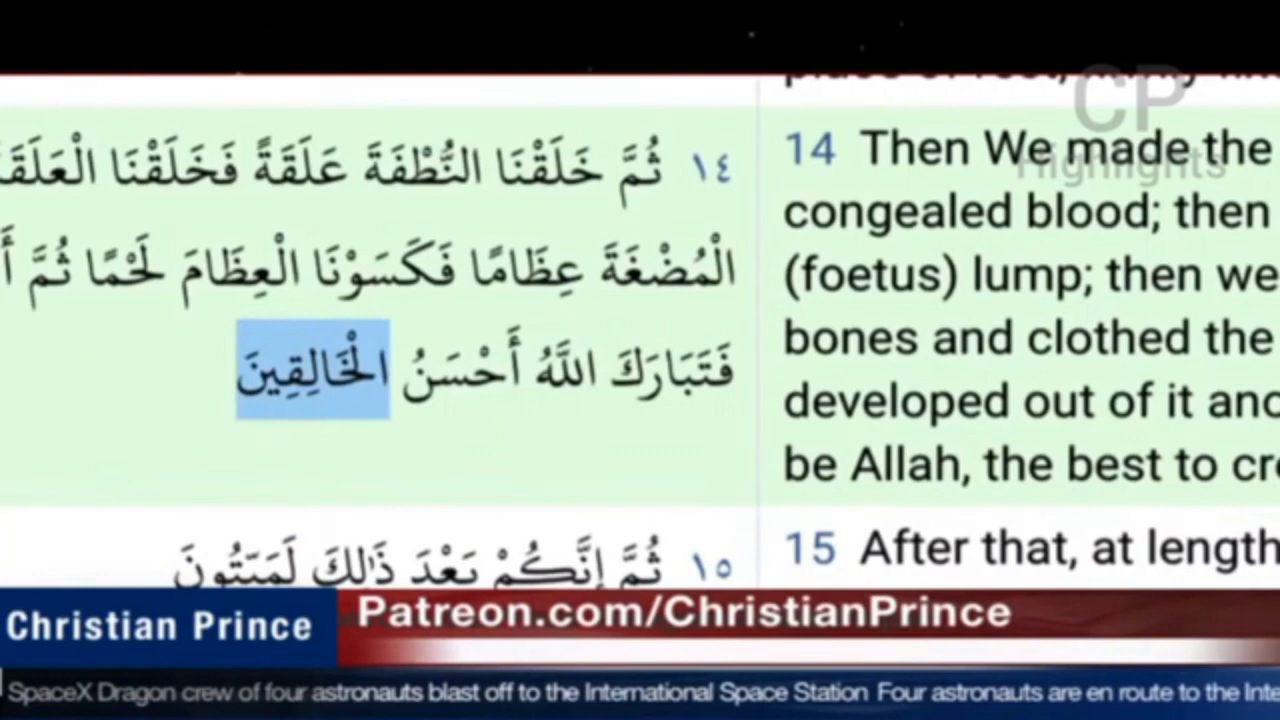 CP
Highlights
١٤ ثُمَّ خَلَقْنَا النُّطْفَةَ عَلَقَةً فَخَلَقْنَا الْعَلَقَ
الْمُضْغَةَ عِظَامًا فَكَسَوْنَا الْعِظَامَ لَحْمًا ثُمَّ أَ
فَتَبَارَكَ اللَّهُ أَحْسَنُ الْخَالِقِينَ
١٥ ثُمَّ إِنَّكُمْ بَعْدَ ذَٰلِكَ لَمَيِّتُونَ
14 Then We made the
congealed blood; then
(foetus) lump; then we
bones and clothed the
developed out of it and
be Allah, the best to cre
15 After that, at length
Christian Prince
Patreon.com/ChristianPrince
SpaceX Dragon crew of four astronauts blast off to the International Space Station Four astronauts are en route to the Inte